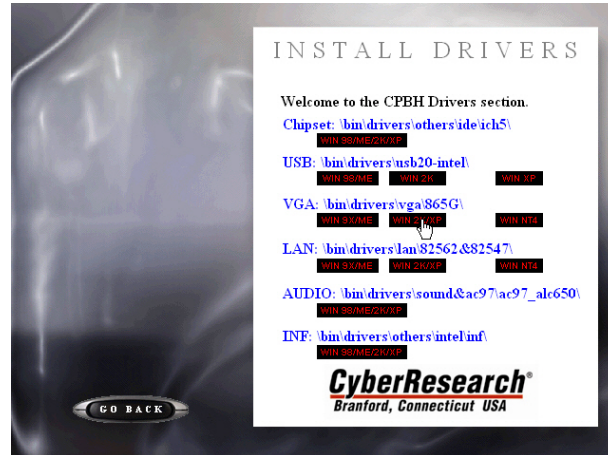 INSTALL DRIVERS
Welcome to the CPBH Drivers section.
Chipset: \bin\drivers\others\ide\ich5\
WIN 98/ME/2K/XP
USB: \bin\drivers\usb20-intel\
WIN 98/ME WIN 2K WIN XP
VGA: \bin\drivers\vga\865G\
WIN 9X/ME WIN 2K/XP WIN NT4
LAN: \bin\drivers\lan\82562&82547\
WIN 9X/ME WIN 2K/XP WIN NT4
AUDIO: \bin\drivers\sound&ac97\ac97_alc650\
WIN 98/ME/2K/XP
INF: \bin\drivers\others\intel\inf\
WIN 98/ME/2K/XP
CyberResearch®
Branford, Connecticut USA
GO BACK